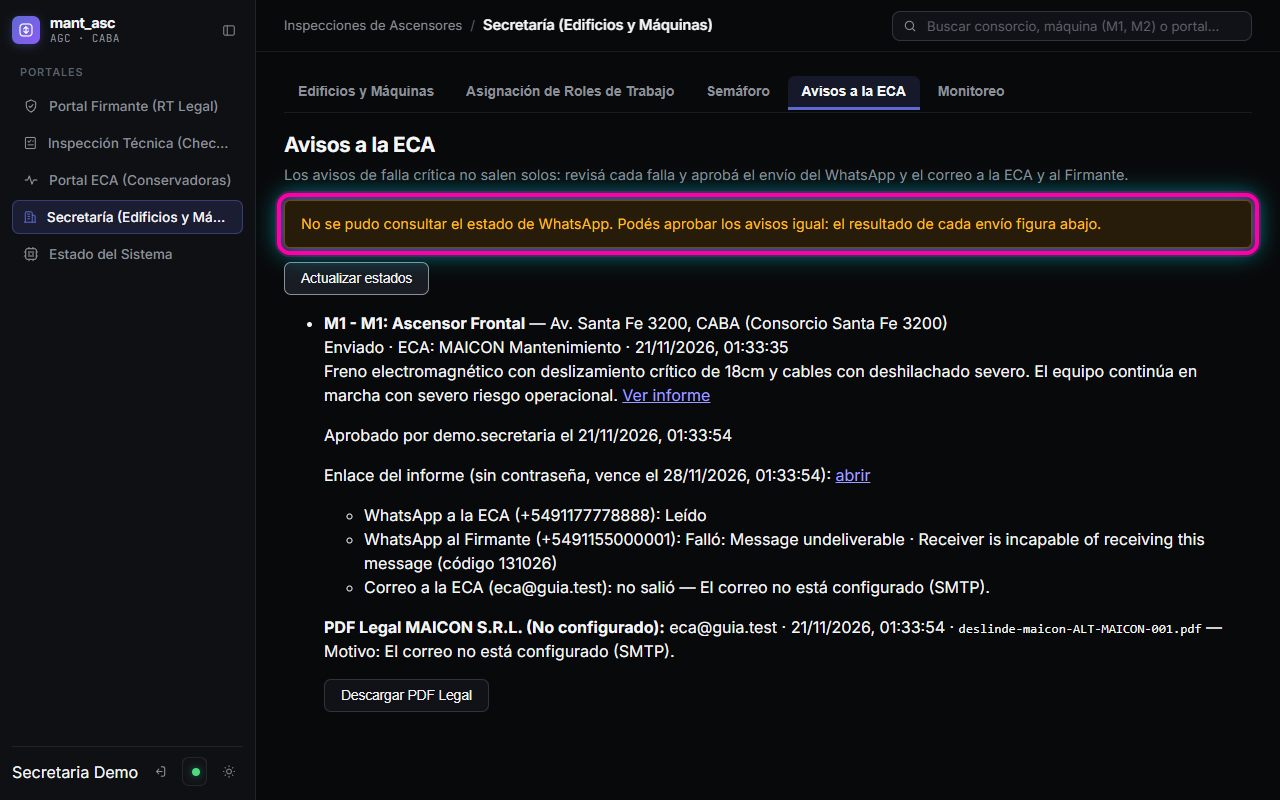 mant_asc
AGC · CABA
PORTALES
Portal Firmante (RT Legal)
Inspección Técnica (Chec...
Portal ECA (Conservadoras)
Secretaría (Edificios y Má...
Estado del Sistema
Secretaria Demo
Inspecciones de Ascensores / Secretaría (Edificios y Máquinas)
Buscar consorcio, máquina (M1, M2) o portal...
Edificios y Máquinas
Asignación de Roles de Trabajo
Semáforo
Avisos a la ECA
Monitoreo
Avisos a la ECA
Los avisos de falla crítica no salen solos: revisá cada falla y aprobá el envío del WhatsApp y el correo a la ECA y al Firmante.
No se pudo consultar el estado de WhatsApp. Podés aprobar los avisos igual: el resultado de cada envío figura abajo.
Actualizar estados
M1 - M1: Ascensor Frontal — Av. Santa Fe 3200, CABA (Consorcio Santa Fe 3200)
Enviado · ECA: MAICON Mantenimiento · 21/11/2026, 01:33:35
Freno electromagnético con deslizamiento crítico de 18cm y cables con deshilachado severo. El equipo continúa en
marcha con severo riesgo operacional. Ver informe
Aprobado por demo.secretaria el 21/11/2026, 01:33:54
Enlace del informe (sin contraseña, vence el 28/11/2026, 01:33:54): abrir
WhatsApp a la ECA (+5491177778888): Leído
WhatsApp al Firmante (+5491155000001): Falló: Message undeliverable · Receiver is incapable of receiving this
message (código 131026)
Correo a la ECA (eca@guia.test): no salió — El correo no está configurado (SMTP).
PDF Legal MAICON S.R.L. (No configurado): eca@guia.test · 21/11/2026, 01:33:54 · deslinde-maicon-ALT-MAICON-001.pdf —
Motivo: El correo no está configurado (SMTP).
Descargar PDF Legal